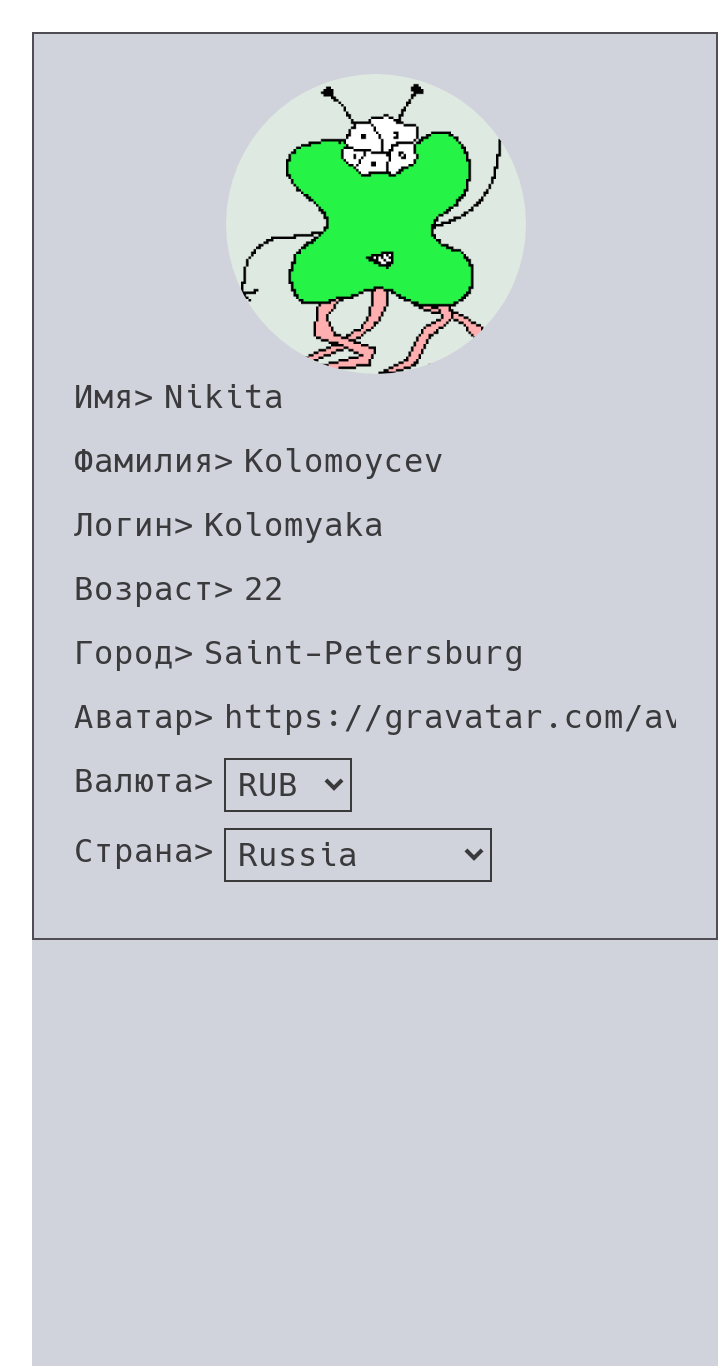 Имя> Nikita
Фамилия> Kolomoycev
Логин> Kolomyaka
Возраст> 22
Город> Saint-Petersburg
Аватар> https://gravatar.com/av
Валюта> RUB
Страна> Russia